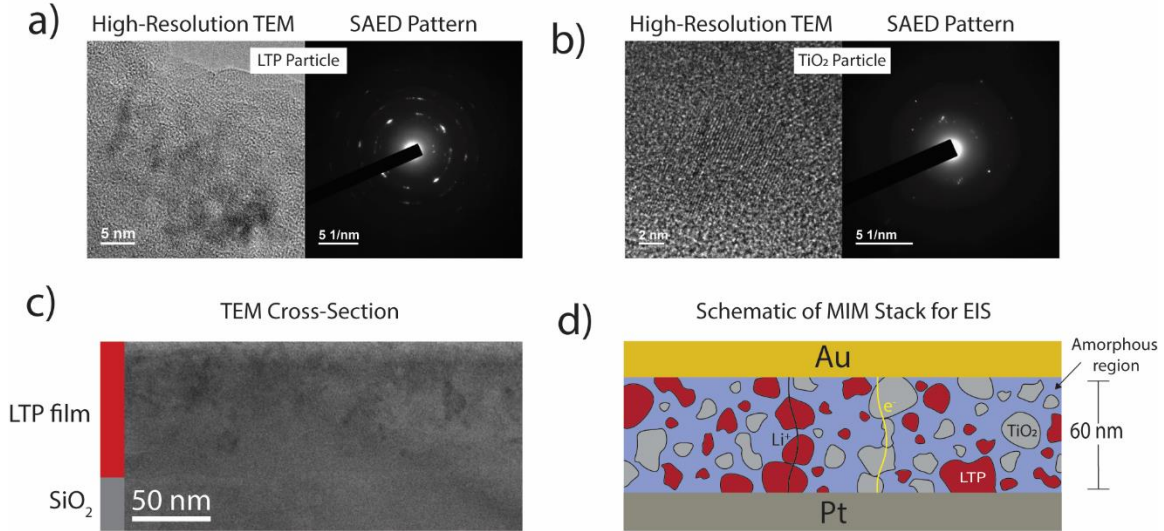 a)
High-Resolution TEM
SAED Pattern
LTP Particle
5 nm
5 1/nm
b)
High-Resolution TEM
SAED Pattern
TiO₂ Particle
2 nm
5 1/nm
c)
TEM Cross-Section
LTP film
SiO₂
50 nm
d)
Schematic of MIM Stack for EIS
Au
Amorphous
region
e⁻
Li⁺
TiO₂
60 nm
LTP
Pt